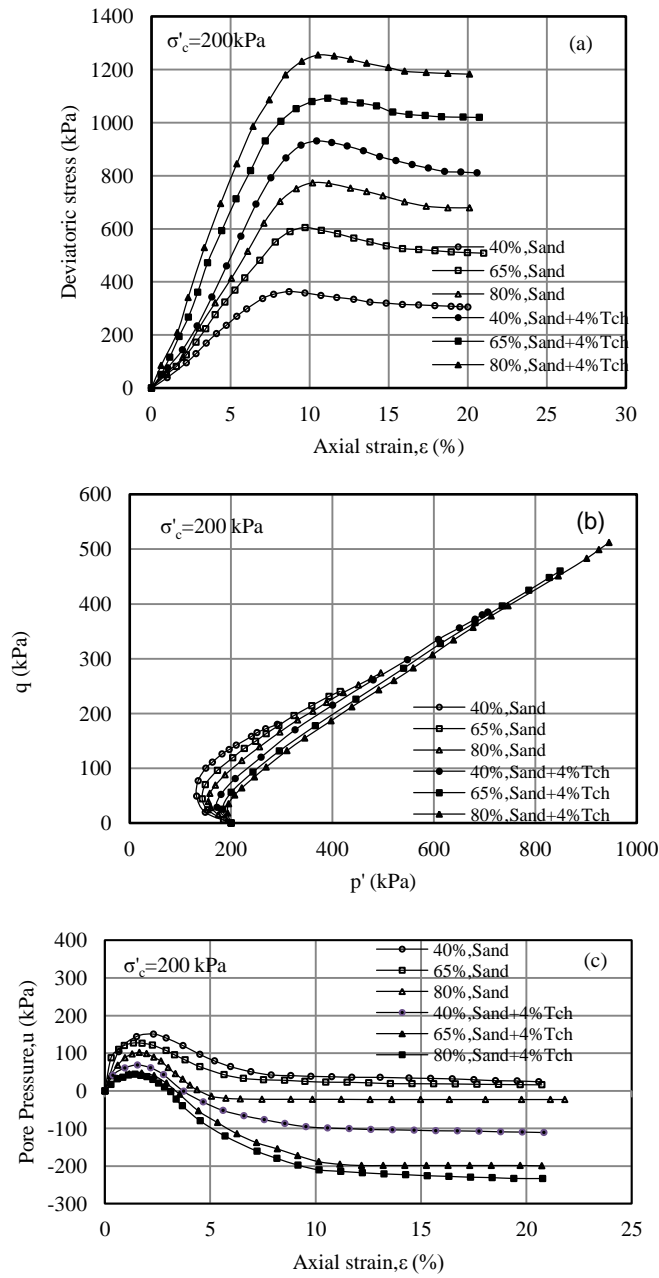 σ'c=200kPa
(a)
1400
1200
1000
800
600
400
200
0
Deviatoric stress (kPa)
40%,Sand
65%,Sand
80%,Sand
40%,Sand+4%Tch
65%,Sand+4%Tch
80%,Sand+4%Tch
0 5 10 15 20 25 30
Axial strain,ε (%)
σ'c=200 kPa
(b)
600
500
400
300
200
100
0
q (kPa)
40%,Sand
65%,Sand
80%,Sand
40%,Sand+4%Tch
65%,Sand+4%Tch
80%,Sand+4%Tch
0 200 400 600 800 1000
p' (kPa)
σ'c=200 kPa
(c)
400
300
200
100
0
-100
-200
-300
Pore Pressure,u (kPa)
40%,Sand
65%,Sand
80%,Sand
40%,Sand+4%Tch
65%,Sand+4%Tch
80%,Sand+4%Tch
0 5 10 15 20 25
Axial strain,ε (%)